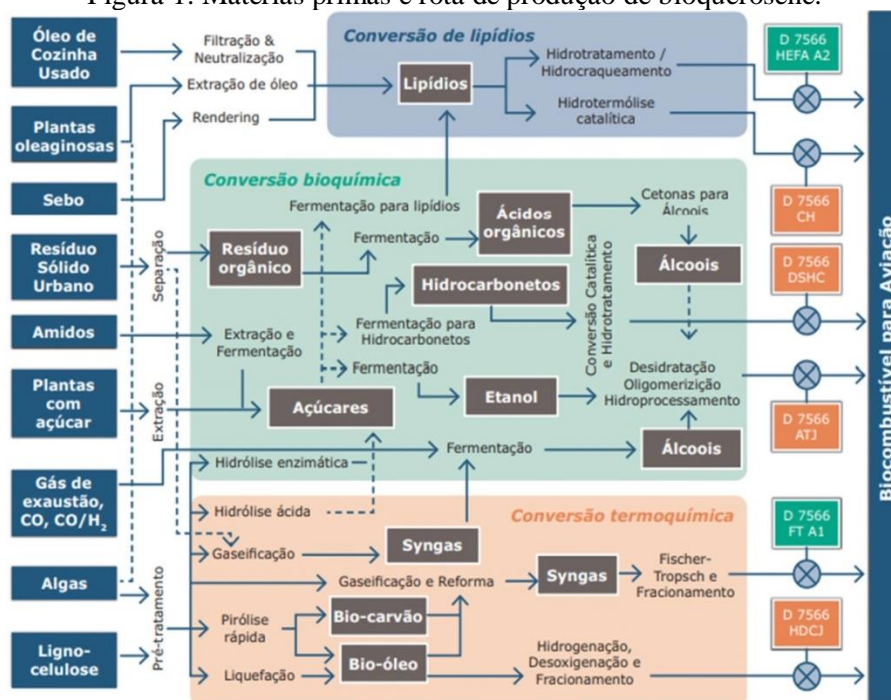 Figura 1: Matérias primas e rota de produção de bioquerosene.
Óleo de
Cozinha
Usado
Plantas
oleaginosas
Sebo
Resíduo
Sólido
Urbano
Amidos
Plantas
com
açúcar
Gás de
exaustão,
CO, CO/H2
Algas
Ligno-
celulose
Filtração &
Neutralização
Extração de óleo
Rendering
Separação
Extração
Pré-tratamento
Conversão de lipídios
Lipídios
Hidrotratamento /
Hidrocraqueamento
Hidrotermólise
catalítica
Conversão bioquímica
Fermentação para lipídios
Resíduo
orgânico
Fermentação
Ácidos
orgânicos
Cetonas para
Álcoois
Álcoois
Hidrocarbonetos
Fermentação para
Hidrocarbonetos
Conversão Catalítica
e Hidrotratamento
Extração e
Fermentação
Fermentação
Açúcares
Etanol
Desidratação
Oligomerizição
Hidroprocessamento
Fermentação
Álcoois
Hidrólise enzimática
Conversão termoquímica
Hidrólise ácida
Gaseificação
Syngas
Gaseificação e Reforma
Syngas
Fischer-
Tropsch e
Fracionamento
Pirólise
rápida
Bio-carvão
Bio-óleo
Liquefação
Hidrogenação,
Desoxigenação e
Fracionamento
D 7566
HEFA A2
D 7566
CH
D 7566
DSHC
D 7566
ATJ
D 7566
FT A1
D 7566
HDCJ
Biocombustível para Aviação